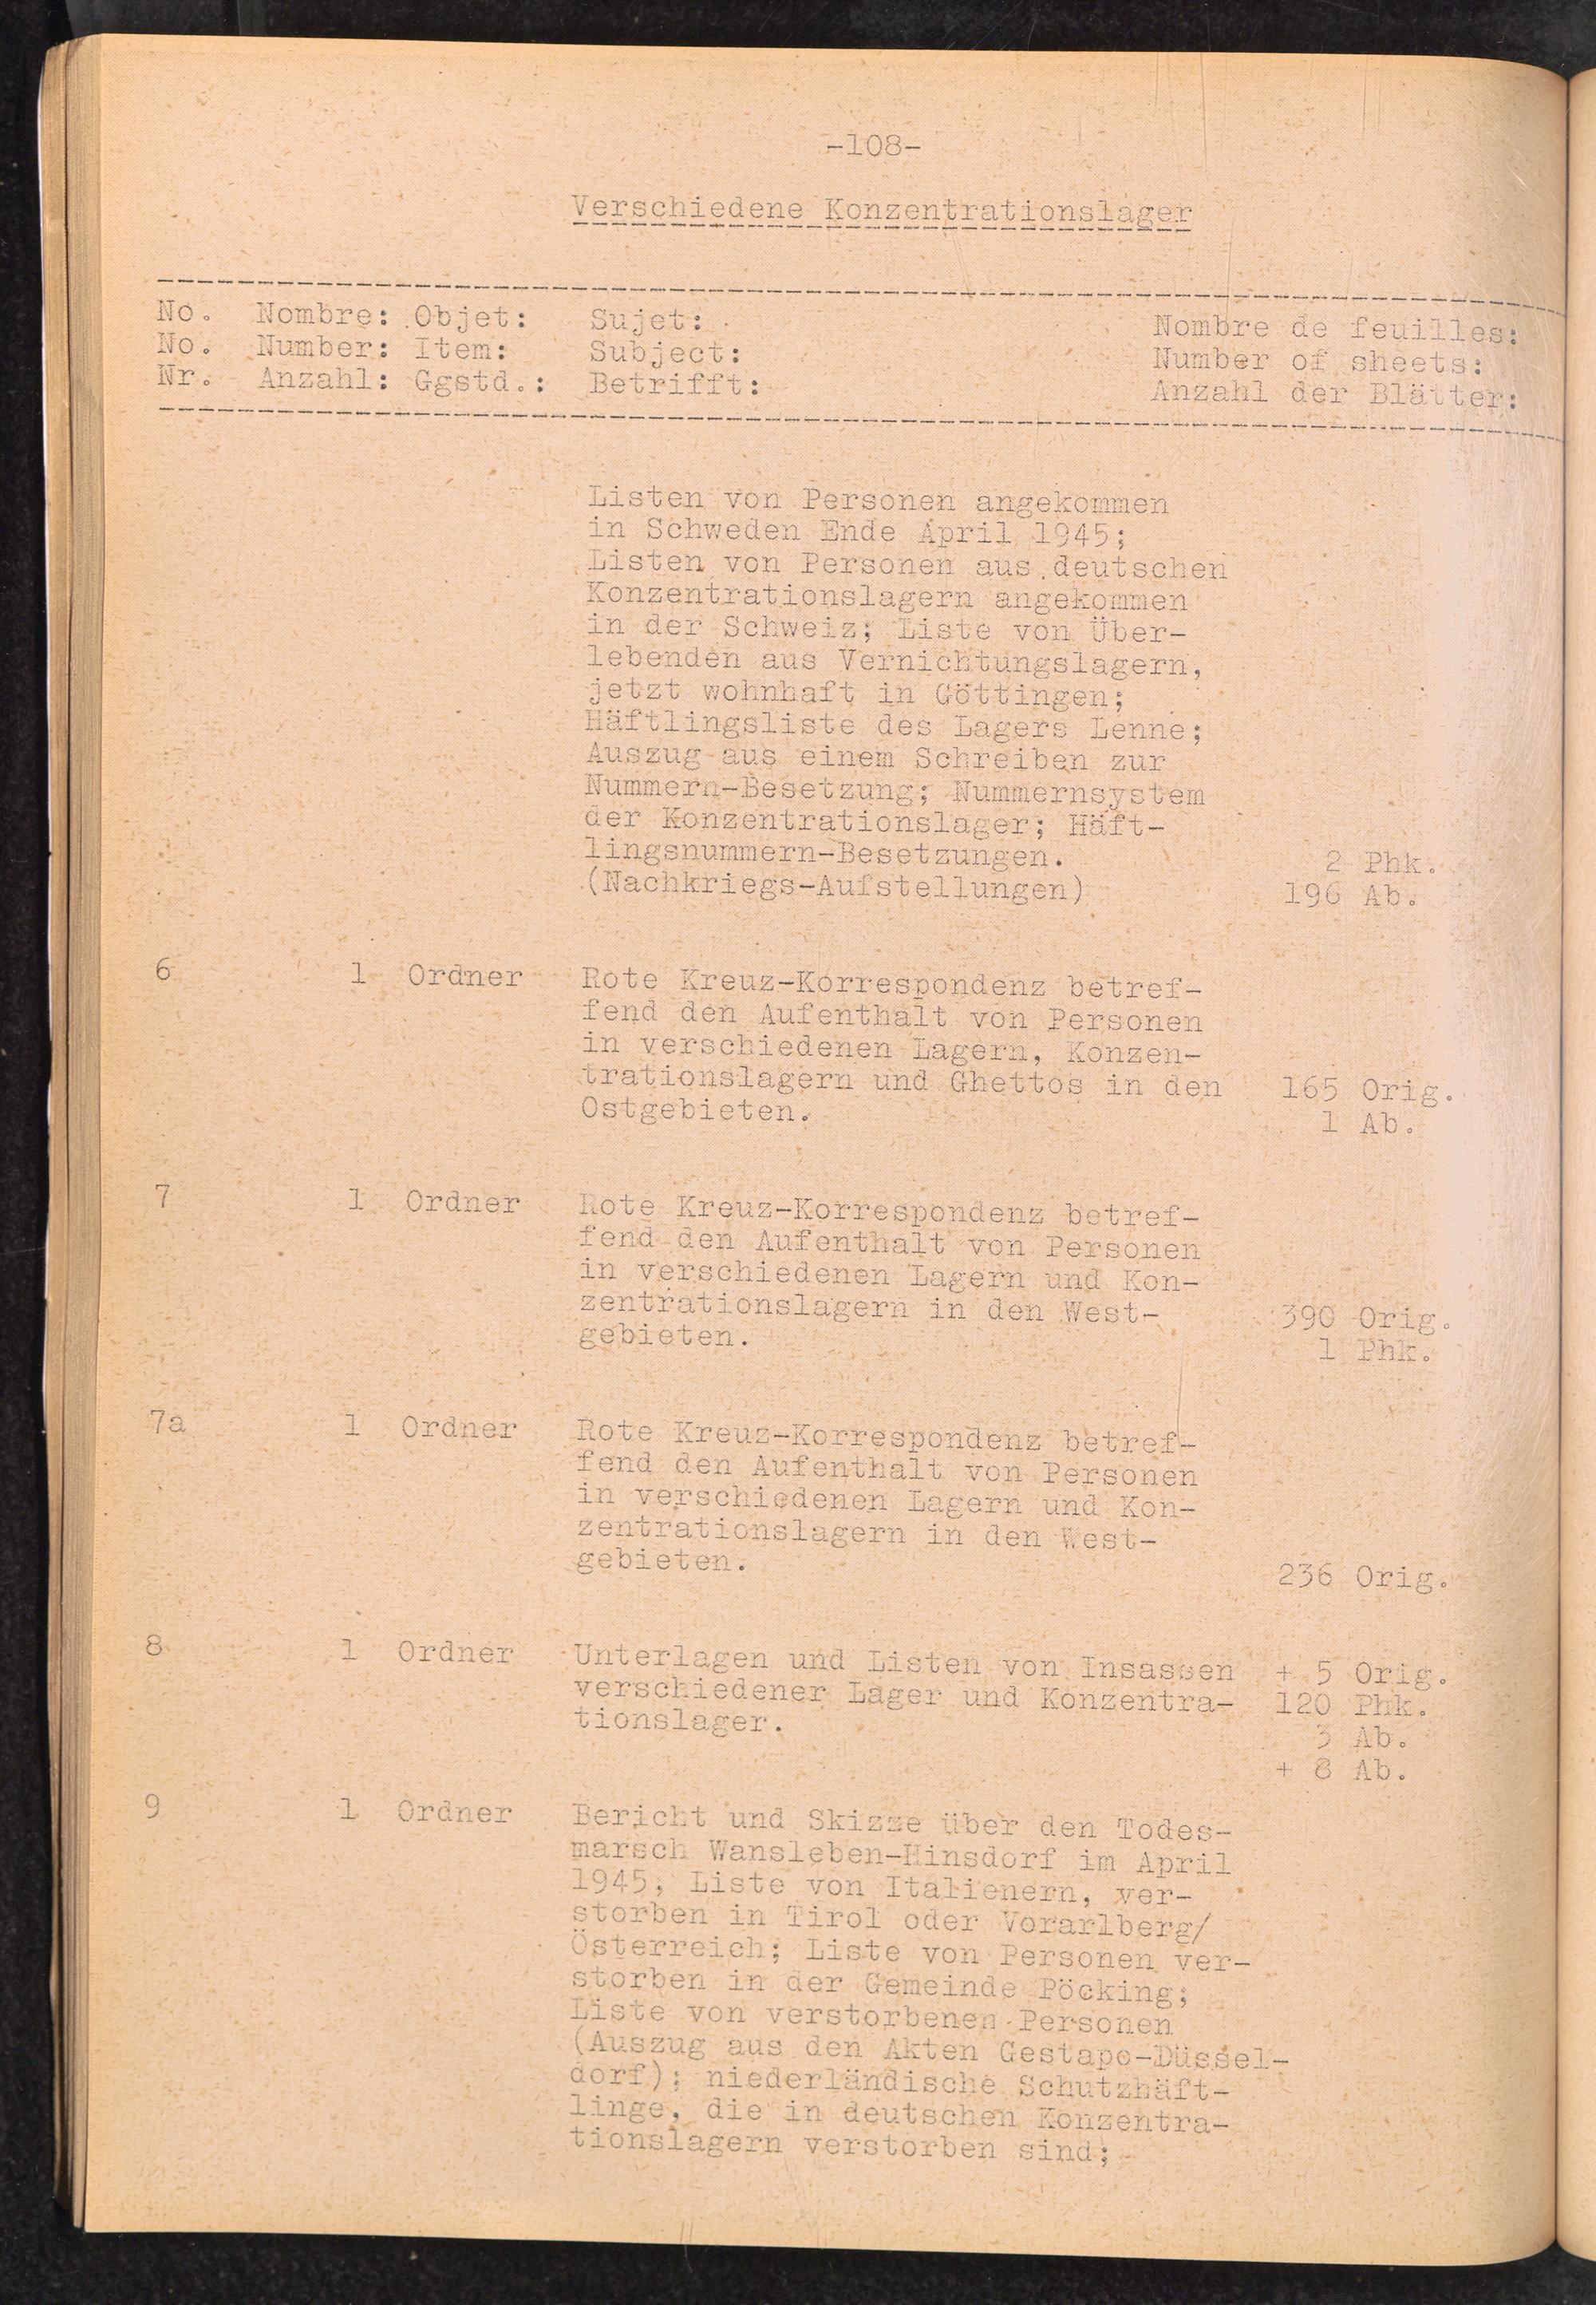 -108-
Verschiedene Konzentrationslager
No. Nombre: Objet: Sujet: Nombre de feuilles:
No. Number: Item: Subject: Number of sheets:
Nr. Anzahl: Ggstd.: Betrifft: Anzahl der Blätter:
Listen von Personen angekommen
in Schweden Ende April 1945;
Listen von Personen aus deutschen
Konzentrationslagern angekommen
in der Schweiz; Liste von Über-
lebenden aus Vernichtungslagern,
jetzt wohnhaft in Göttingen;
Häftlingsliste des Lagers Lenne;
Auszug aus einem Schreiben zur
Nummern-Besetzung; Nummernsystem
der Konzentrationslager; Häft-
lingsnummern-Besetzungen. 2 Phk.
(Nachkriegs-Aufstellungen) 196 Ab.
6 1 Ordner Rote Kreuz-Korrespondenz betref-
fend den Aufenthalt von Personen
in verschiedenen Lagern, Konzen-
trationslagern und Ghettos in den 165 Orig.
Ostgebieten. 1 Ab.
7 1 Ordner Rote Kreuz-Korrespondenz betref-
fend den Aufenthalt von Personen
in verschiedenen Lagern und Kon-
zentrationslagern in den West- 390 Orig.
gebieten. 1 Phk.
7a 1 Ordner Rote Kreuz-Korrespondenz betref-
fend den Aufenthalt von Personen
in verschiedenen Lagern und Kon-
zentrationslagern in den West-
gebieten. 236 Orig.
8 1 Ordner Unterlagen und Listen von Insassen + 5 Orig.
verschiedener Lager und Konzentra- 120 Phk.
tionslager. 3 Ab.
+ 8 Ab.
9 1 Ordner Bericht und Skizze über den Todes-
marsch Wansleben-Hinsdorf im April
1945; Liste von Italienern, ver-
storben in Tirol oder Vorarlberg/
Österreich; Liste von Personen ver-
storben in der Gemeinde Pöcking;
Liste von verstorbenen Personen
(Auszug aus den Akten Gestapo-Düssel-
dorf); niederländische Schutzhäft-
linge, die in deutschen Konzentra-
tionslagern verstorben sind;